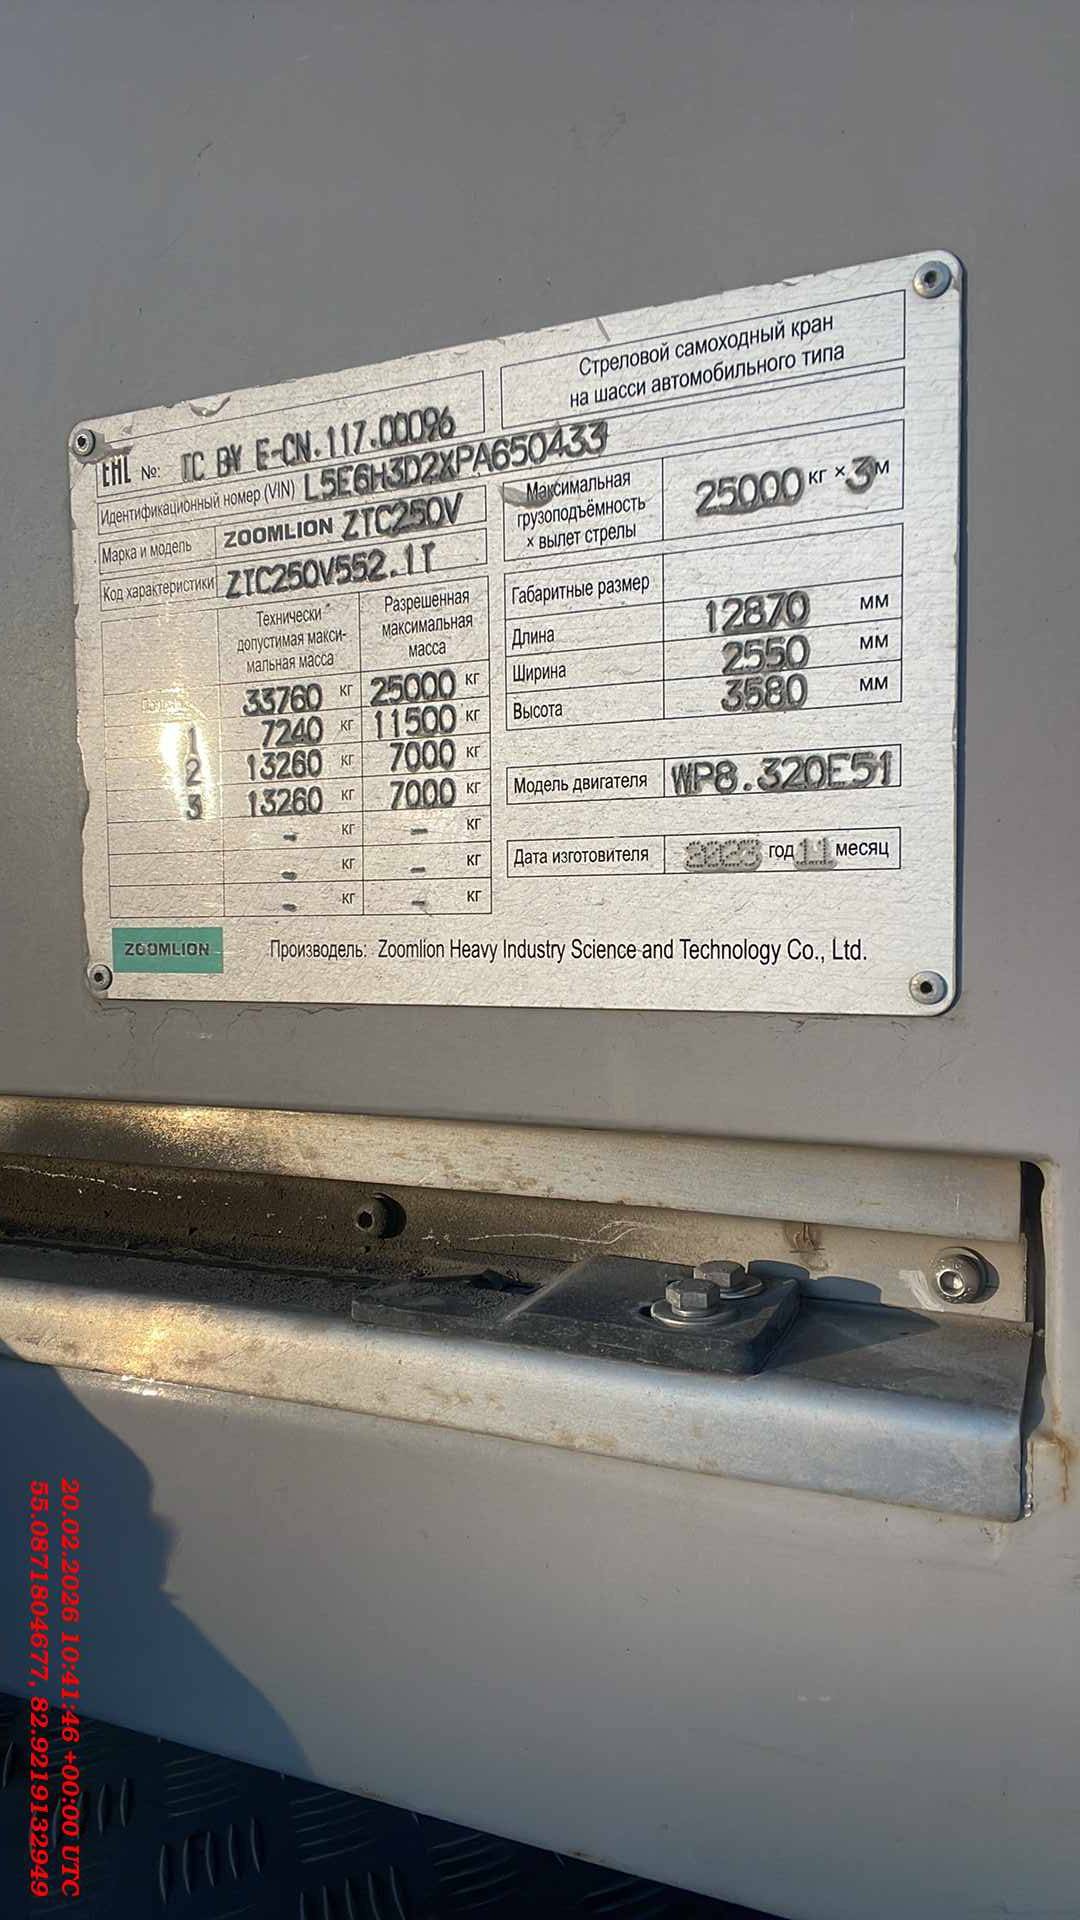 Стреловой самоходный кран
на шасси автомобильного типа
ЕАС №: TC BY E-CN.117.00096
Идентификационный номер (VIN) L5E6H3D2XPA650433
Марка и модель ZOOMLION ZTC250V
Код характеристики ZTC250V552.1T
Технически допустимая макси-мальная масса
Разрешенная максимальная масса
33760 кг 25000 кг
1 7240 кг 11500 кг
2 13260 кг 7000 кг
3 13260 кг 7000 кг
- кг - кг
- кг - кг
- кг - кг
Максимальная
грузоподъёмность
× вылет стрелы
25000 кг × 3 м
Габаритные размер
Длина 12870 мм
Ширина 2550 мм
Высота 3580 мм
Модель двигателя WP8.320E51
Дата изготовителя 2023 год 11 месяц
ZOOMLION
Производитель: Zoomlion Heavy Industry Science and Technology Co., Ltd.
20.02.2026 10:41:46 +00:00 UTC
55.0871804677, 82.9219132949